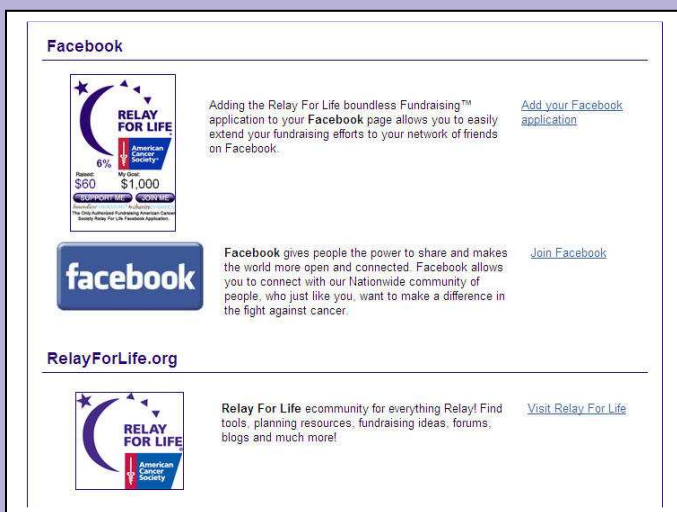 Facebook
RELAY
FOR LIFE
American
Cancer
Society
6%
Raised:
My Goal:
$60
$1,000
SUPPORT ME
JOIN ME
The Only Authorized Fundraising American Cancer
Society Relay For Life Facebook Application.
Adding the Relay For Life boundless Fundraising™
application to your Facebook page allows you to easily
extend your fundraising efforts to your network of friends
on Facebook.
Add your Facebook
application
facebook
Facebook gives people the power to share and makes
the world more open and connected. Facebook allows
you to connect with our Nationwide community of
people, who just like you, want to make a difference in
the fight against cancer.
Join Facebook
RelayForLife.org
RELAY
FOR LIFE
American
Cancer
Society
Relay For Life ecommunity for everything Relay! Find
tools, planning resources, fundraising ideas, forums,
blogs and much more!
Visit Relay For Life